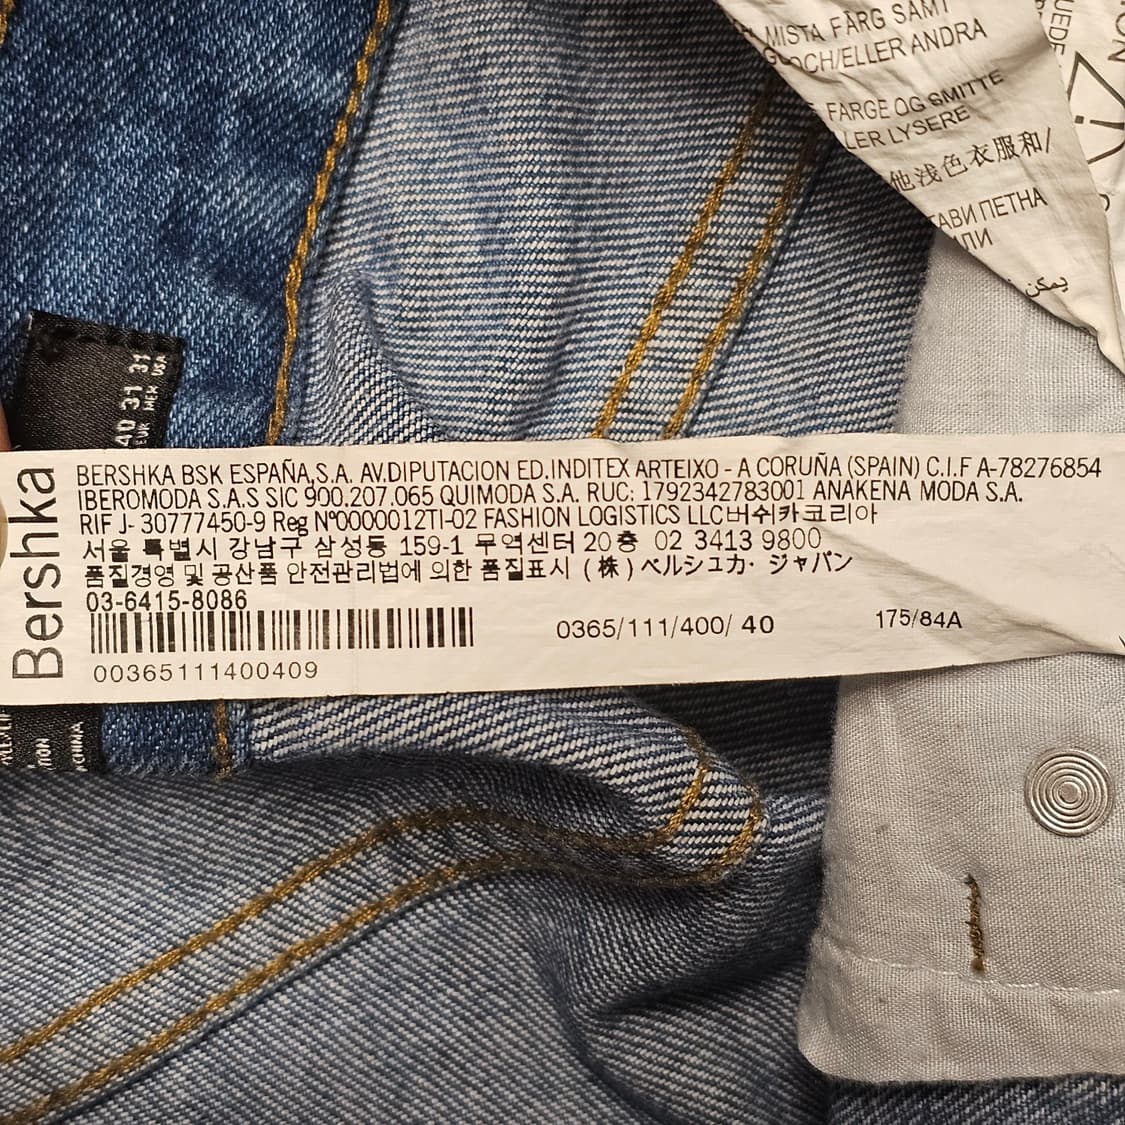 MISTA FÄRG SAMT
OCH/ELLER ANDRA
FARGE OG SMITTE
LLER LYSERE
他浅色衣服和/
ТАВИ ПЕТНА
ИЛИ
يمكن
40 31 31
EUR MEX USA
Bershka
BERSHKA BSK ESPAÑA,S.A. AV.DIPUTACION ED.INDITEX ARTEIXO - A CORUÑA (SPAIN) C.I.F A-78276854
IBEROMODA S.A.S SIC 900.207.065 QUIMODA S.A. RUC: 1792342783001 ANAKENA MODA S.A.
RIF J- 30777450-9 Reg Nº0000012TI-02 FASHION LOGISTICS LLC버쉬카코리아
서울 특별시 강남구 삼성동 159-1 무역센터 20층 02 3413 9800
품질경영 및 공산품 안전관리법에 의한 품질표시 (株) ベルシュカ· ジャパン
03-6415-8086
0365/111/400/ 40 175/84A
00365111400409
CHINA